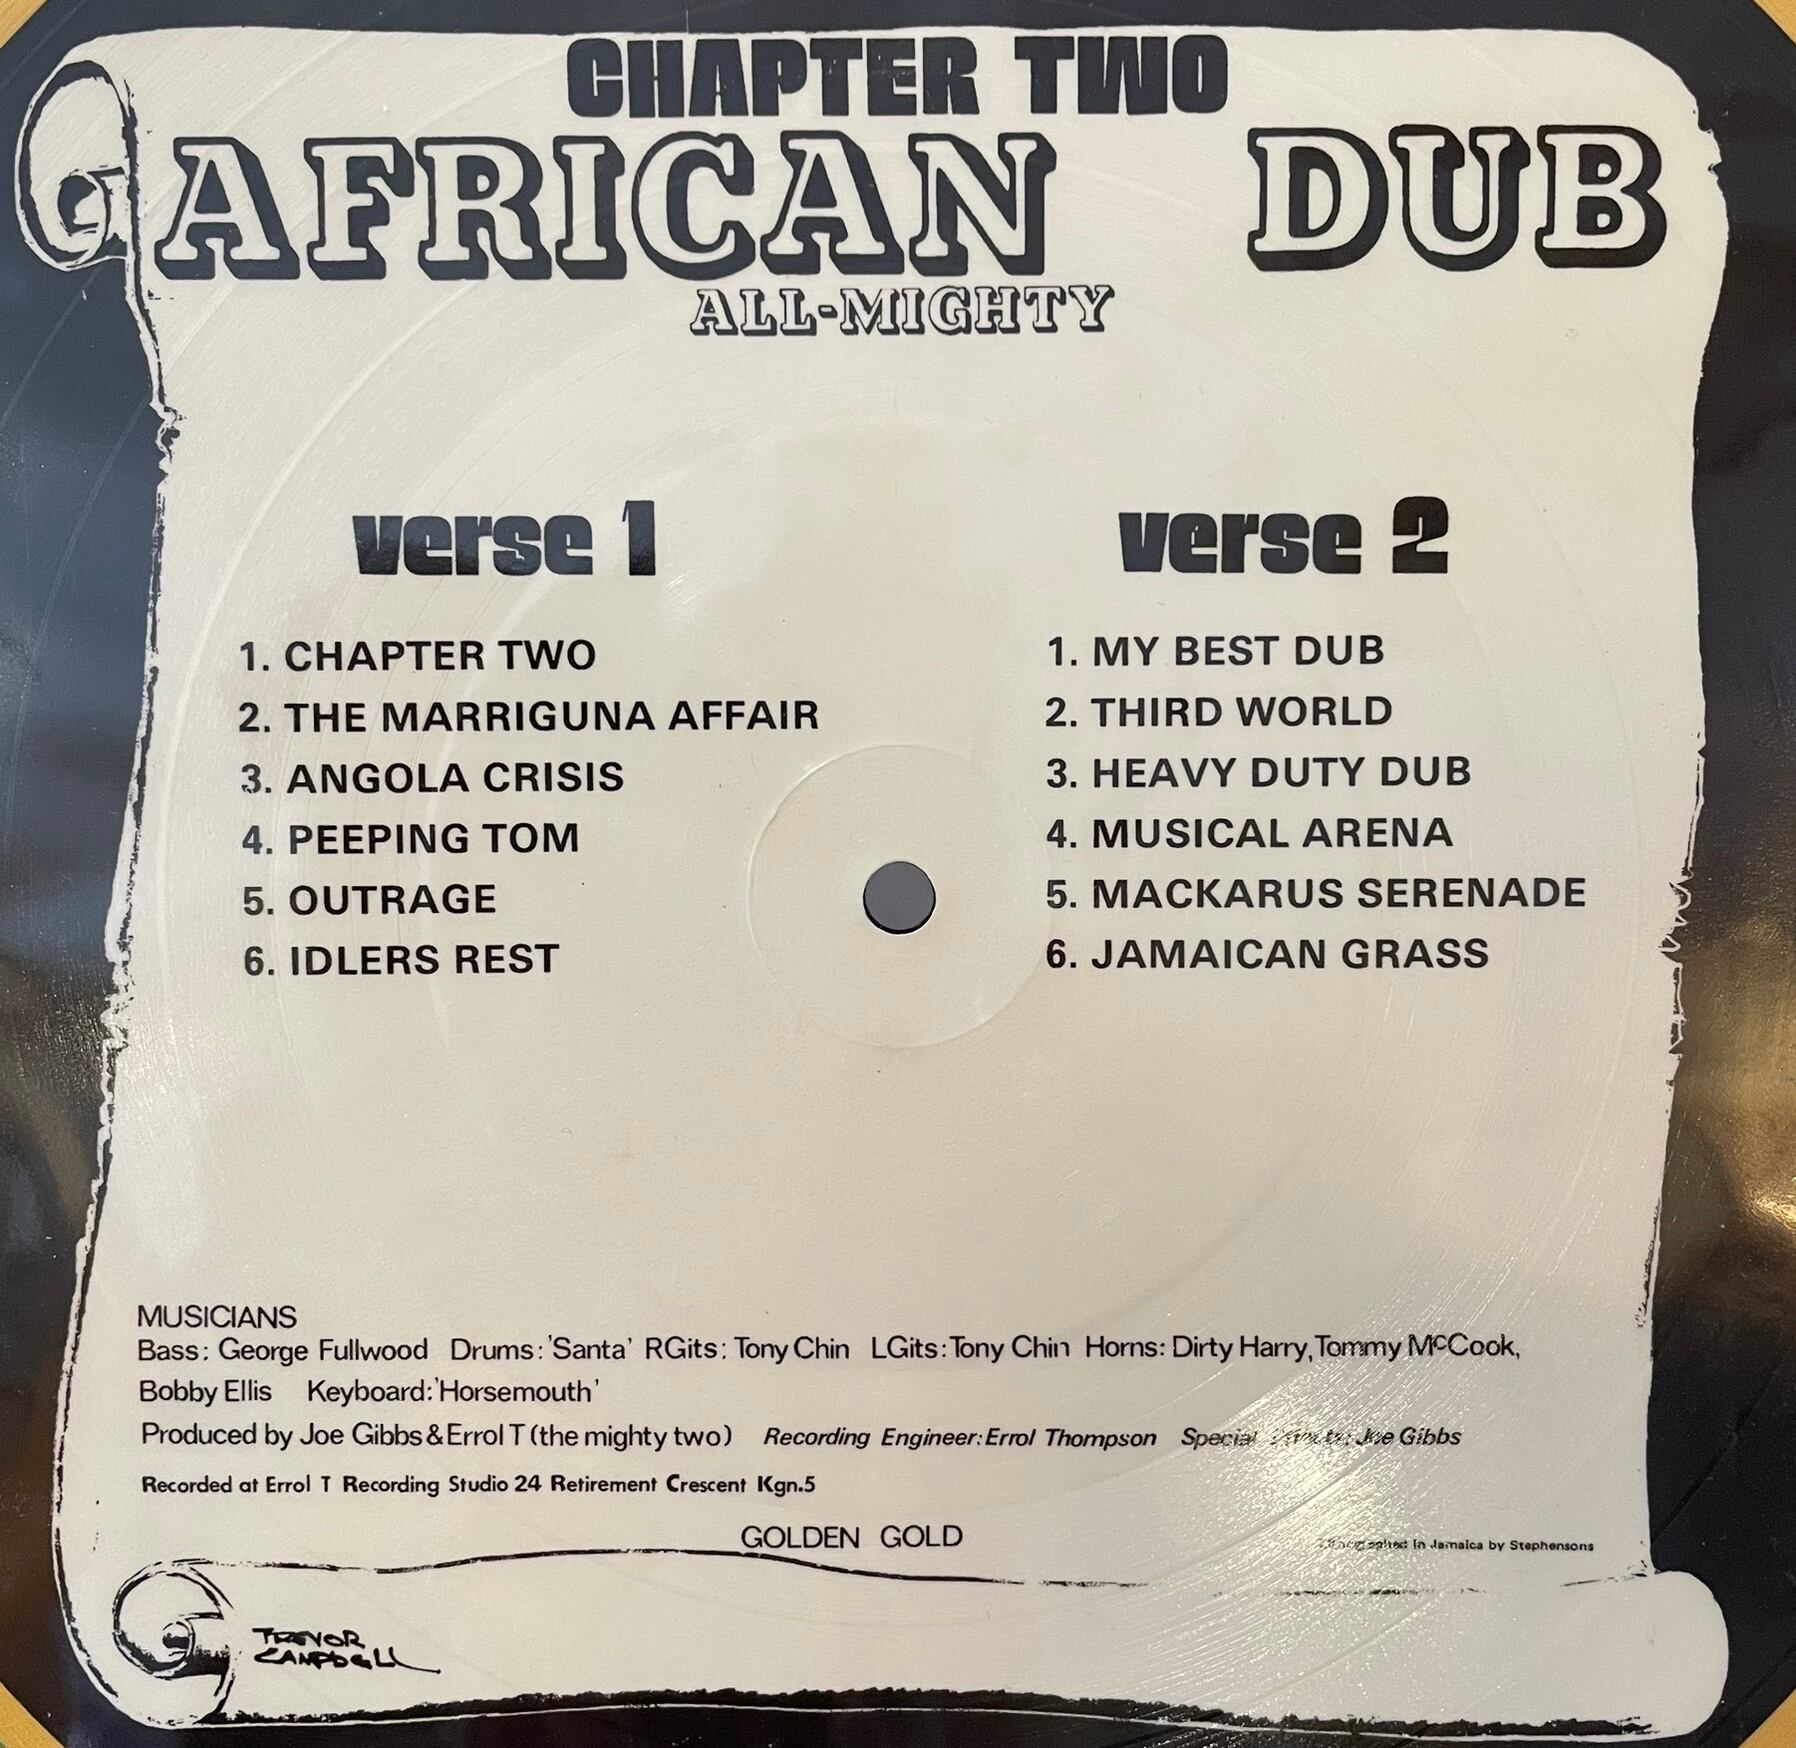 CHAPTER TWO
AFRICAN DUB
ALL-MIGHTY
verse 1
1. CHAPTER TWO
2. THE MARRIGUNA AFFAIR
3. ANGOLA CRISIS
4. PEEPING TOM
5. OUTRAGE
6. IDLERS REST
verse 2
1. MY BEST DUB
2. THIRD WORLD
3. HEAVY DUTY DUB
4. MUSICAL ARENA
5. MACKARUS SERENADE
6. JAMAICAN GRASS
MUSICIANS
Bass: George Fullwood Drums: 'Santa' RGits: Tony Chin LGits: Tony Chin Horns: Dirty Harry, Tommy McCook,
Bobby Ellis Keyboard: 'Horsemouth'
Produced by Joe Gibbs & Errol T (the mighty two) Recording Engineer: Errol Thompson Special Joe Gibbs
Recorded at Errol T Recording Studio 24 Retirement Crescent Kgn.5
GOLDEN GOLD
in Jamaica by Stephensons
TREVOR
CAMPBELL